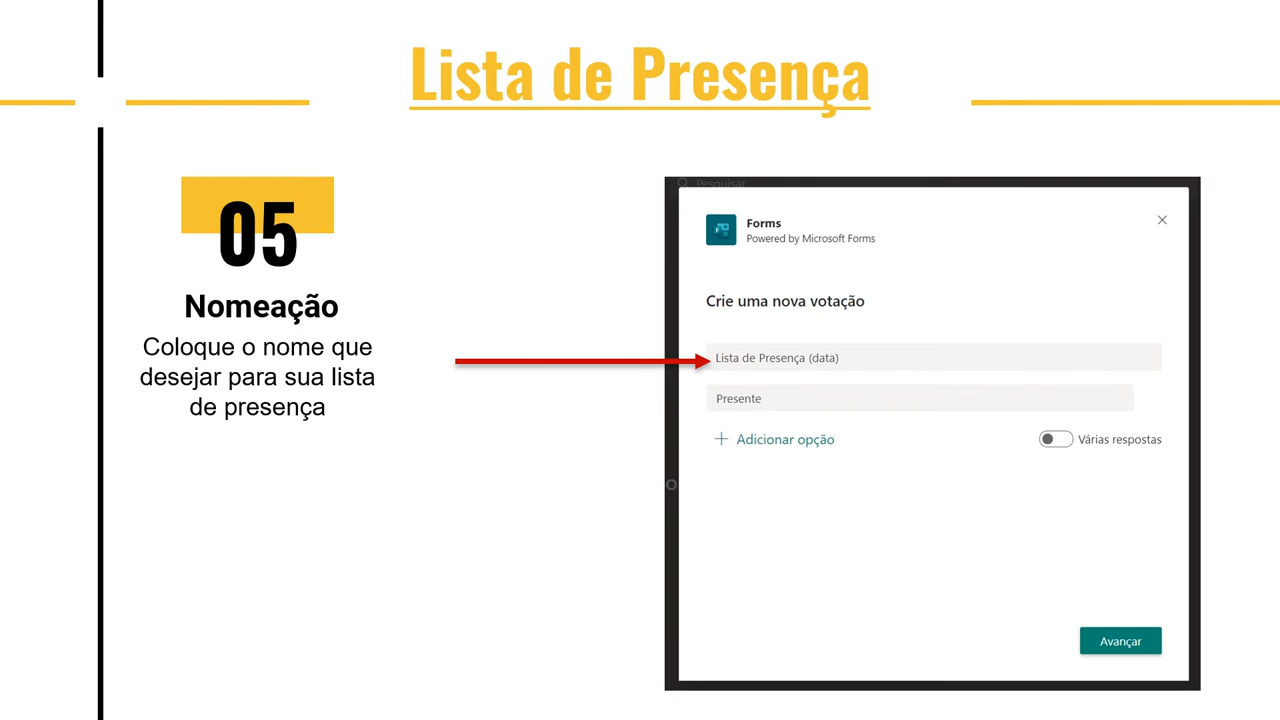 Lista de Presença
05
Nomeação
Coloque o nome que
desejar para sua lista
de presença
Pesquisar
Forms
Powered by Microsoft Forms
Crie uma nova votação
Lista de Presença (data)
Presente
Adicionar opção
Várias respostas
Avançar